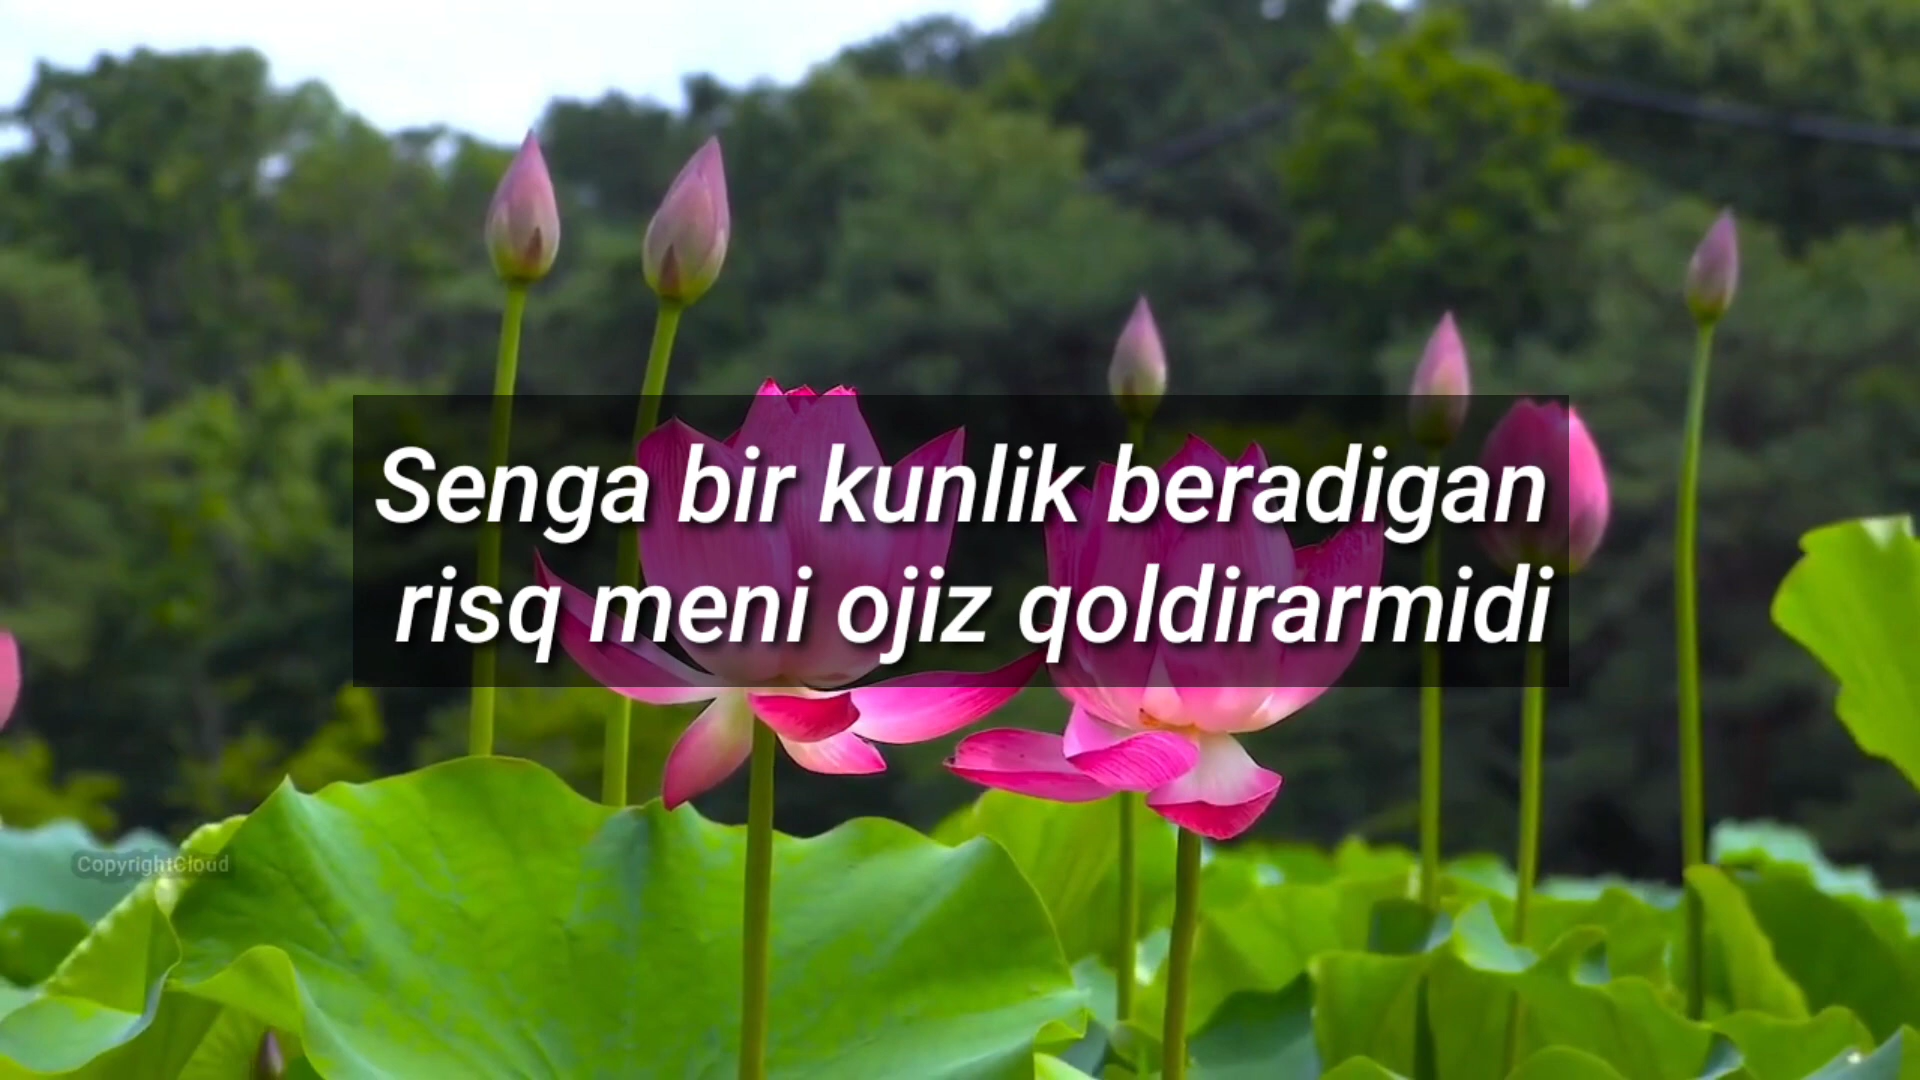 Senga bir kunlik beradigan
risq meni ojiz qoldirarmidi
CopyrightCloud